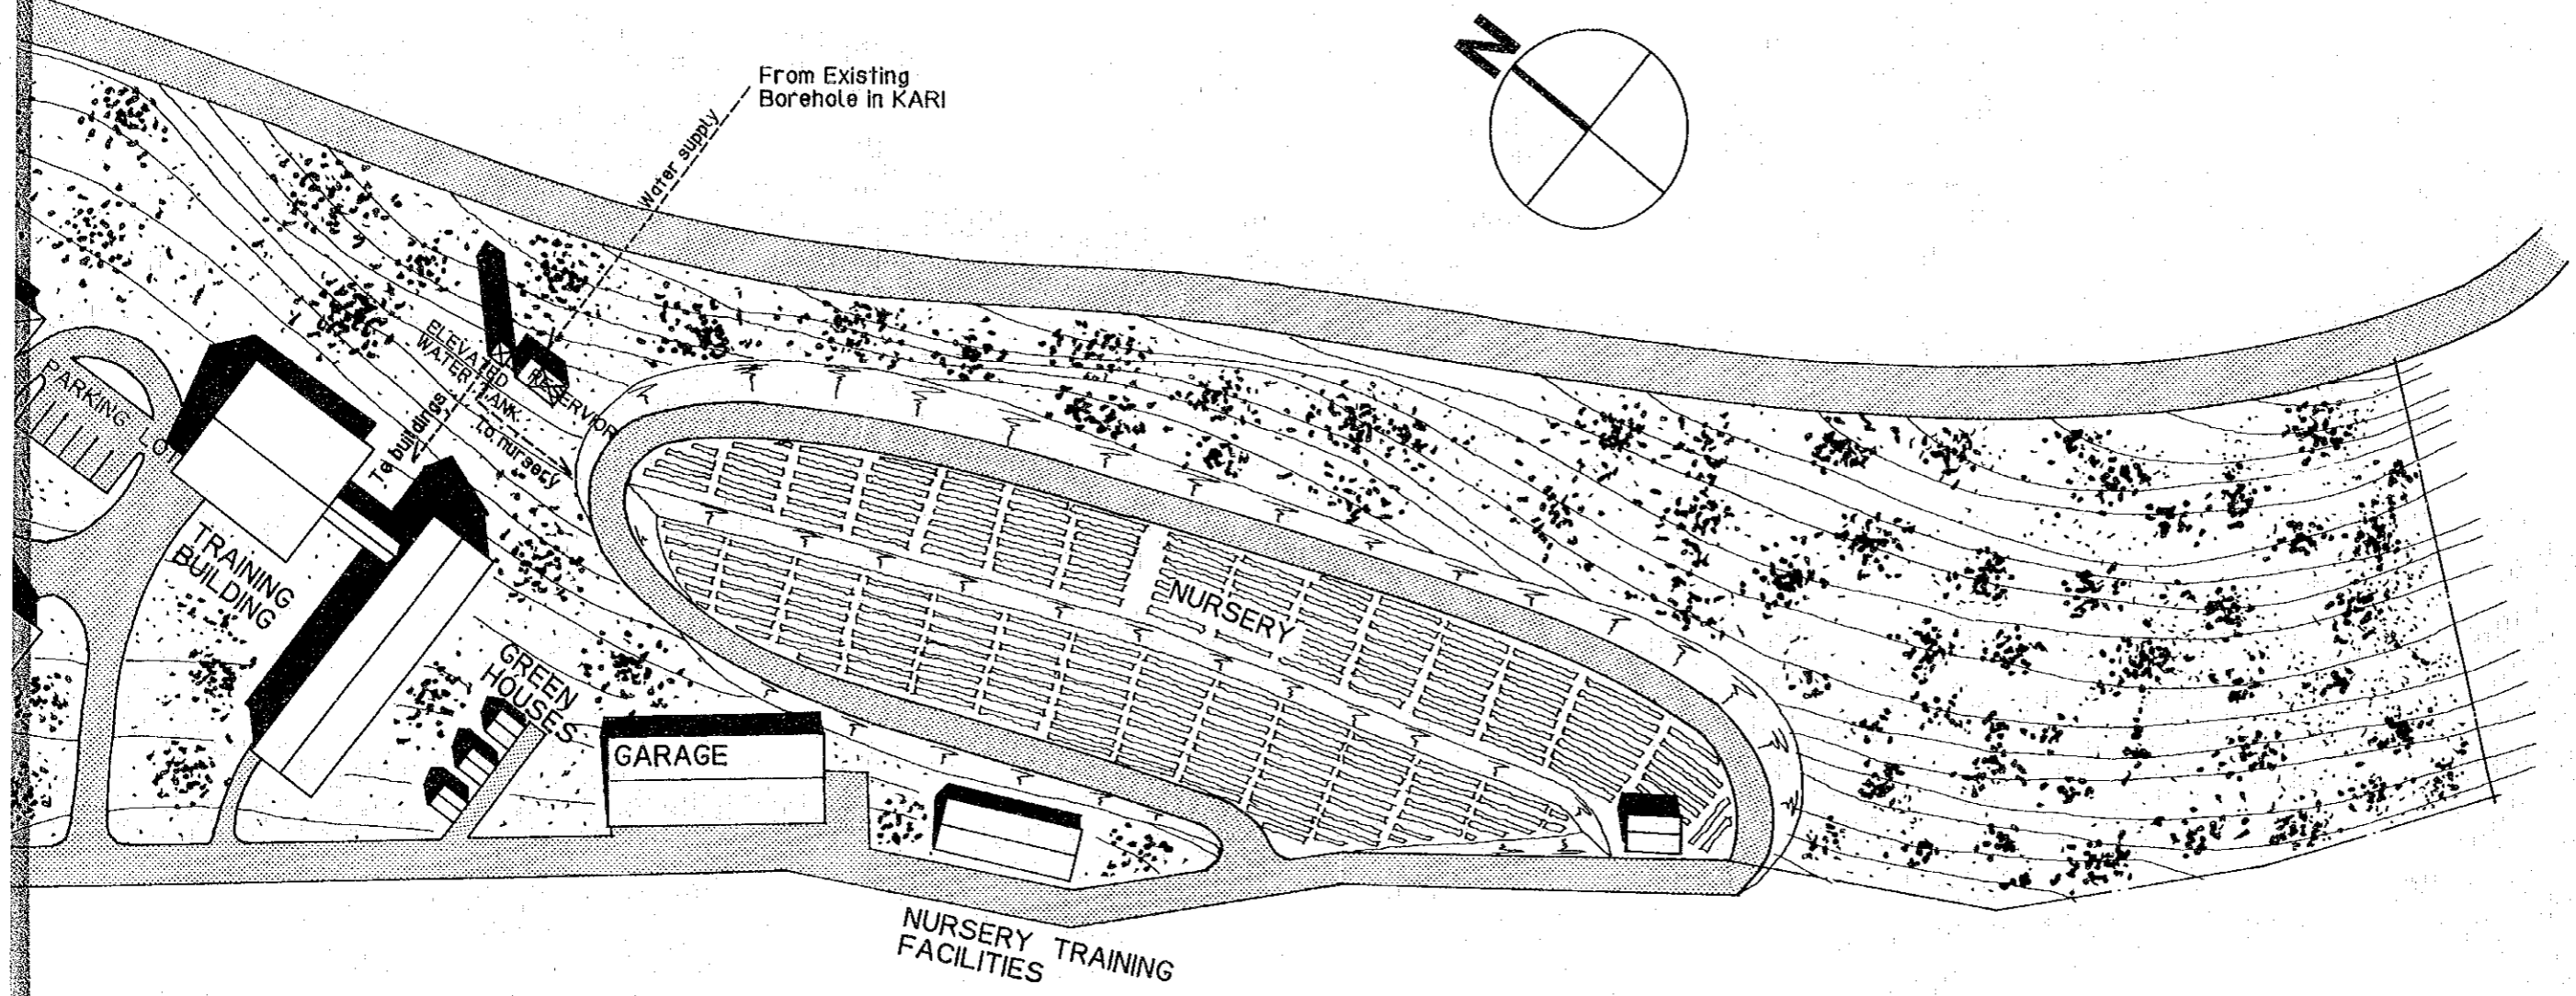 N
From Existing
Borehole in KARI
Water supply
ELEVATED
WATER TANK
RESERVOR
PARKING LOT
To buildings
to nursery
TRAINING
BUILDING
NURSERY
GREEN
HOUSES
GARAGE
NURSERY TRAINING
FACILITIES